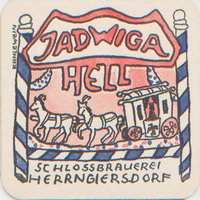 JADWIGA
HELL
SCHLOSSBRAUEREI
HERRNGIERSDORF